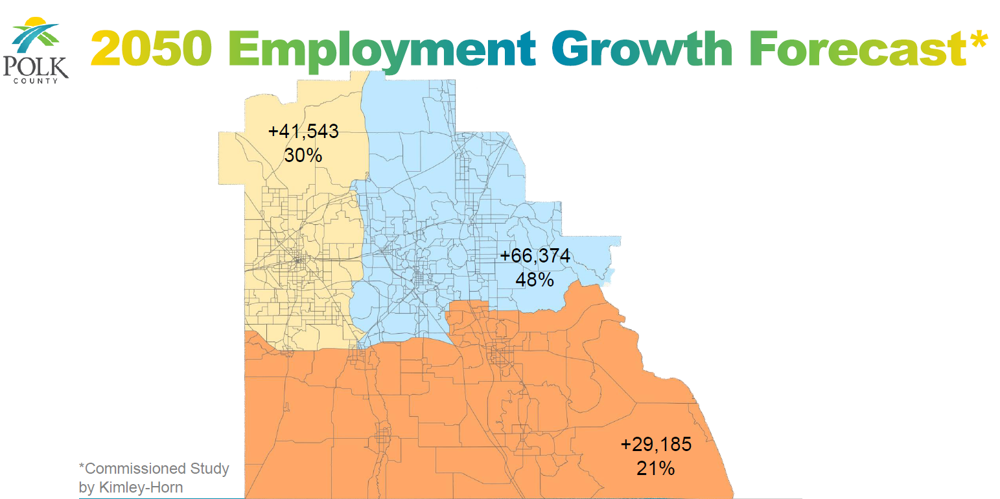 POLK
COUNTY
2050 Employment Growth Forecast*
+41,543
30%
+66,374
48%
+29,185
21%
*Commissioned Study
by Kimley-Horn